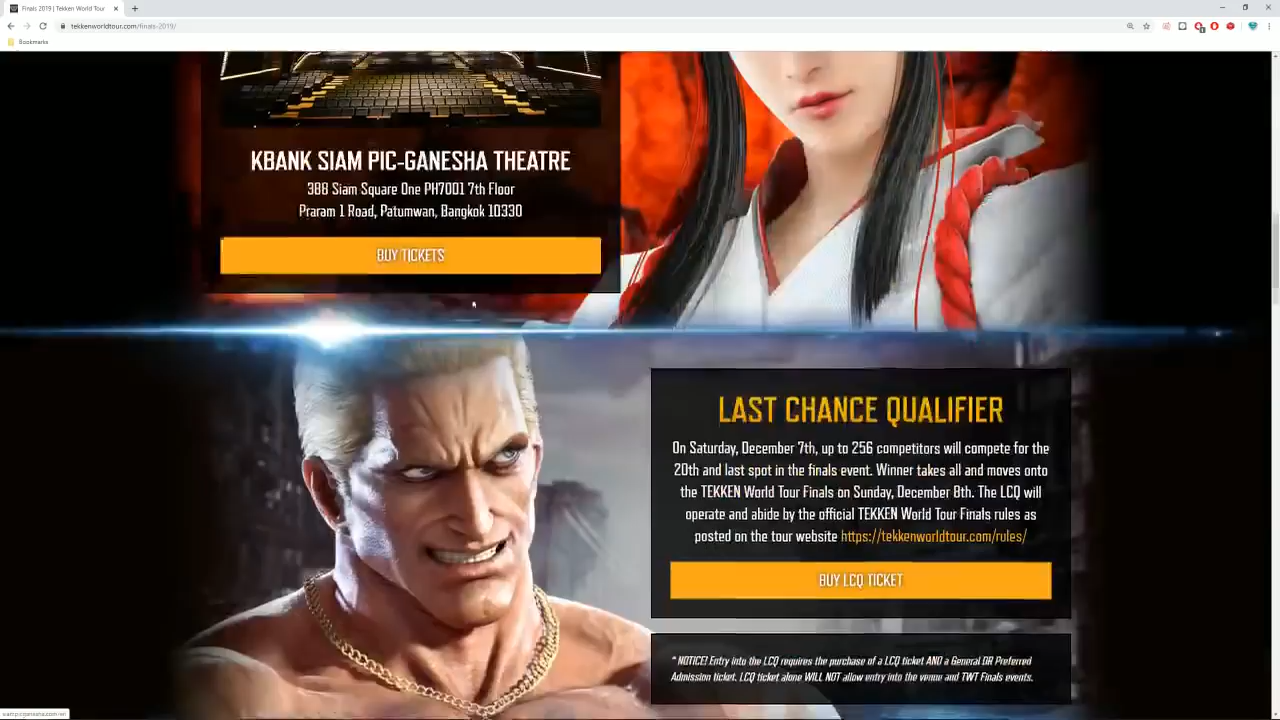 Finals 2019 | Tekken World Tour
tekkenworldtour.com/finals-2019/
Bookmarks
KBANK SIAM PIC-GANESHA THEATRE
388 Siam Square One PH7001 7th Floor
Praram 1 Road, Patumwan, Bangkok 10330
BUY TICKETS
LAST CHANCE QUALIFIER
On Saturday, December 7th, up to 256 competitors will compete for the
20th and last spot in the finals event. Winner takes all and moves onto
the TEKKEN World Tour Finals on Sunday, December 8th. The LCQ will
operate and abide by the official TEKKEN World Tour Finals rules as
posted on the tour website https://tekkenworldtour.com/rules/
BUY LCQ TICKET
* NOTICE! Entry into the LCQ requires the purchase of a LCQ ticket AND a General OR Preferred
Admission ticket. LCQ ticket alone WILL NOT allow entry into the venue and TWT Finals events.